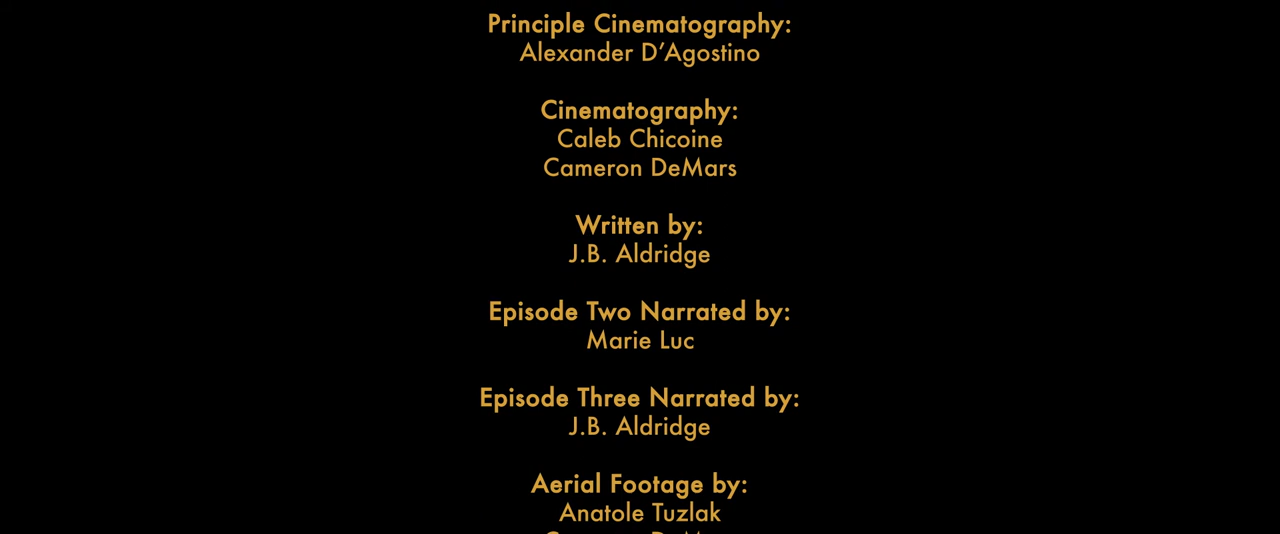 Principle Cinematography:
Alexander D’Agostino
Cinematography:
Caleb Chicoine
Cameron DeMars
Written by:
J.B. Aldridge
Episode Two Narrated by:
Marie Luc
Episode Three Narrated by:
J.B. Aldridge
Aerial Footage by:
Anatole Tuzlak